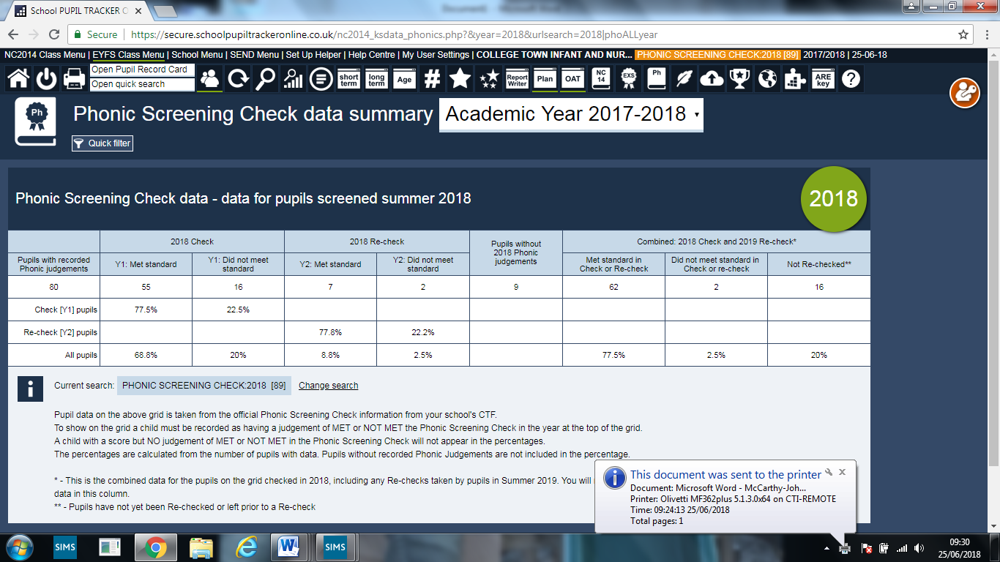 School PUPIL TRACKER O
Document1 - Microsoft Word
Secure https://secure.schoolpupiltrackeronline.co.uk/nc2014_ksdata_phonics.php?&year=2018&urlsearch=2018|phoALLyear
NC2014 Class Menu | EYFS Class Menu | School Menu | SEND Menu | Set Up Helper | Help Centre | My User Settings | COLLEGE TOWN INFANT AND NUR... PHONIC SCREENING CHECK:2018 [89] 2017/2018 | 25-06-18
Open Pupil Record Card
Open quick search
short term long term Age # Report Writer Plan OAT NC 14 EXS Ph ARE key ?
Ph Phonic Screening Check data summary Academic Year 2017-2018
Quick filter
Phonic Screening Check data - data for pupils screened summer 2018 2018
2018 Check 2018 Re-check Pupils without 2018 Phonic judgements Combined: 2018 Check and 2019 Re-check*
Pupils with recorded Phonic judgements Y1: Met standard Y1: Did not meet standard Y2: Met standard Y2: Did not meet standard Met standard in Check or Re-check Did not meet standard in Check or re-check Not Re-checked**
80 55 16 7 2 9 62 2 16
Check [Y1] pupils 77.5% 22.5%
Re-check [Y2] pupils 77.8% 22.2%
All pupils 68.8% 20% 8.8% 2.5% 77.5% 2.5% 20%
i Current search: PHONIC SCREENING CHECK:2018 [89] Change search
Pupil data on the above grid is taken from the official Phonic Screening Check information from your school's CTF.
To show on the grid a child must be recorded as having a judgement of MET or NOT MET the Phonic Screening Check in the year at the top of the grid.
A child with a score but NO judgement of MET or NOT MET in the Phonic Screening Check will not appear in the percentages.
The percentages are calculated from the number of pupils with data. Pupils without recorded Phonic Judgements are not included in the percentage.
* - This is the combined data for the pupils on the grid checked in 2018, including any Re-checks taken by pupils in Summer 2019. You will
data in this column.
** - Pupils have not yet been Re-checked or left prior to a Re-check
This document was sent to the printer
Document: Microsoft Word - McCarthy-Joh...
Printer: Olivetti MF362plus 5.1.3.0x64 on CTI-REMOTE
Time: 09:24:13 25/06/2018
Total pages: 1
SIMS SIMS
09:30
25/06/2018